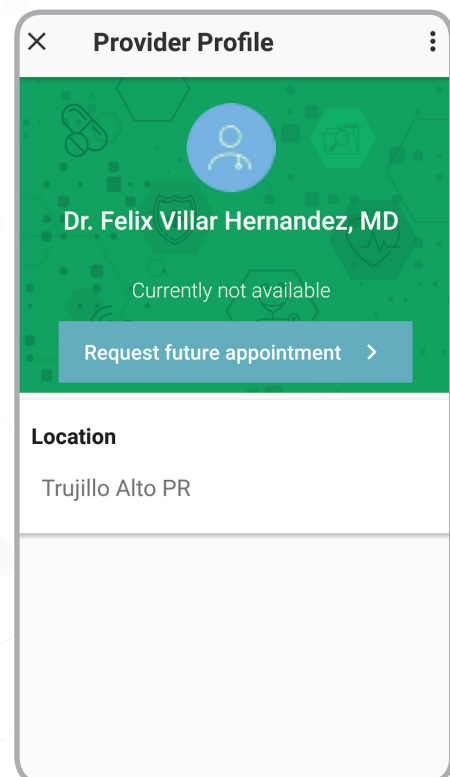 Provider Profile
Dr. Felix Villar Hernandez, MD
Currently not available
Request future appointment
Location
Trujillo Alto PR